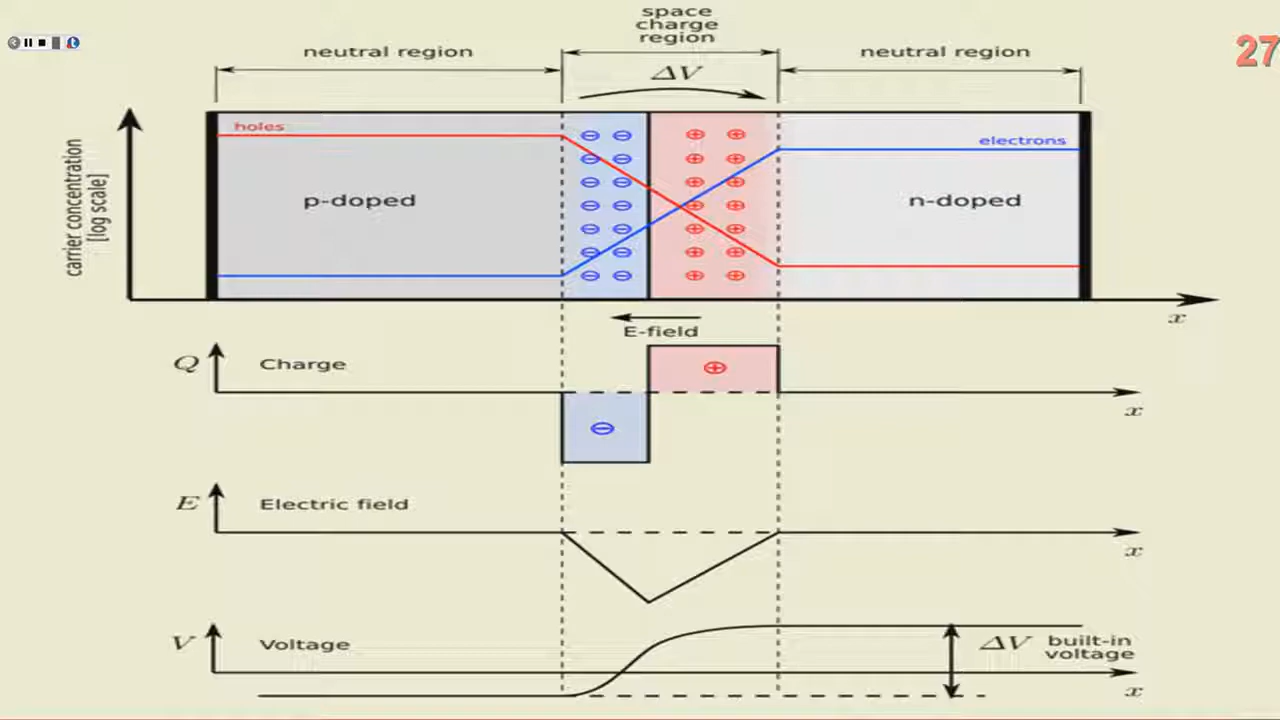 space
charge
region
27
neutral region
neutral region
ΔV
holes
electrons
carrier concentration
[log scale]
p-doped
n-doped
x
E-field
Q
Charge
x
E
Electric field
x
V
Voltage
ΔV
built-in
voltage
x